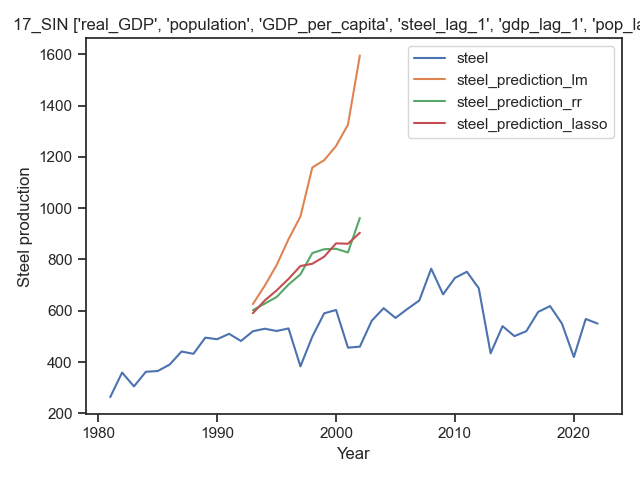 17_SIN ['real_GDP', 'population', 'GDP_per_capita', 'steel_lag_1', 'gdp_lag_1', 'pop_la
steel
steel_prediction_lm
steel_prediction_rr
steel_prediction_lasso
1600
1400
1200
1000
800
600
400
200
Steel production
1980
1990
2000
2010
2020
Year